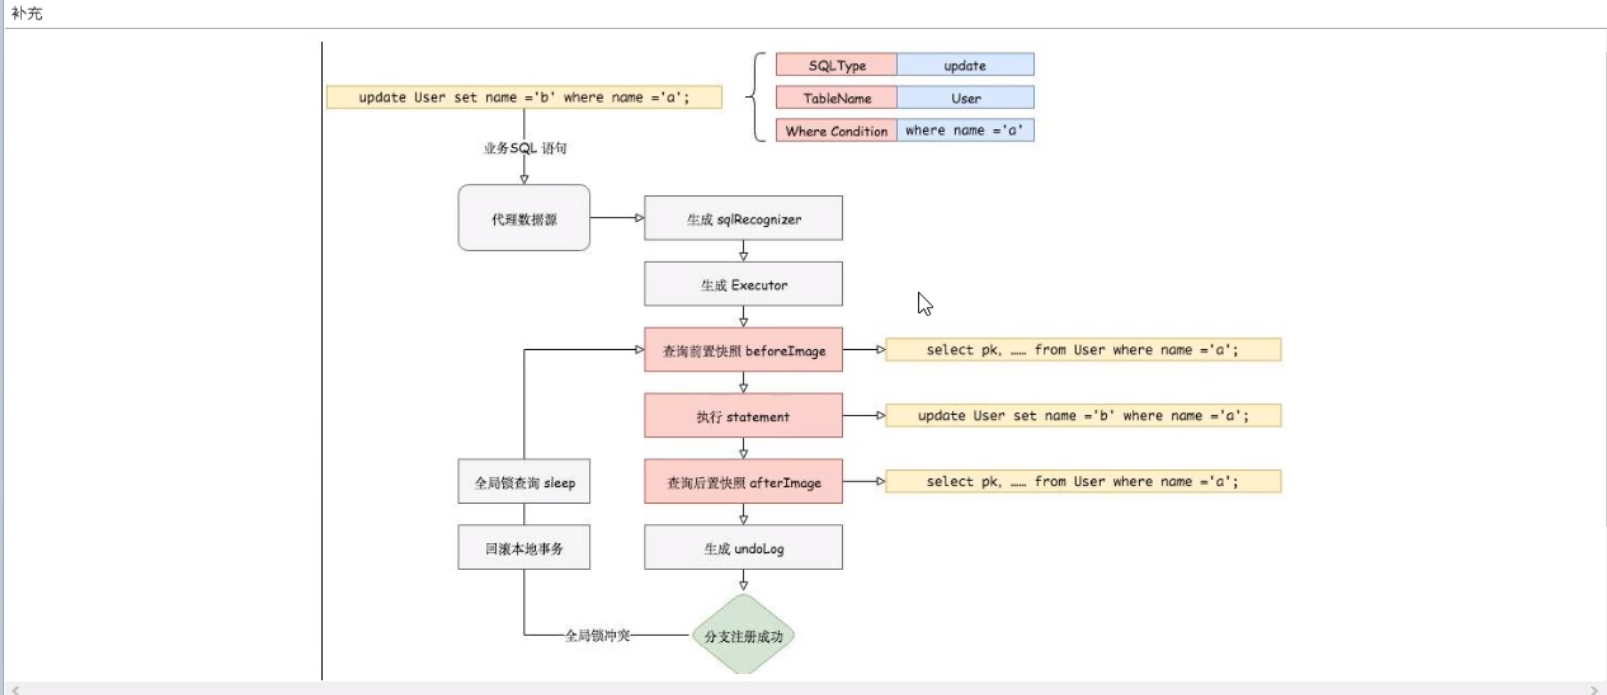 补充
SQLType update
update User set name ='b' where name ='a';
TableName User
Where Condition where name ='a'
业务SQL 语句
代理数据源
生成 sqlRecognizer
生成 Executor
查询前置快照 beforeImage
select pk, …… from User where name ='a';
执行 statement
update User set name ='b' where name ='a';
全局锁查询 sleep
查询后置快照 afterImage
select pk, …… from User where name ='a';
回滚本地事务
生成 undoLog
全局锁冲突
分支注册成功